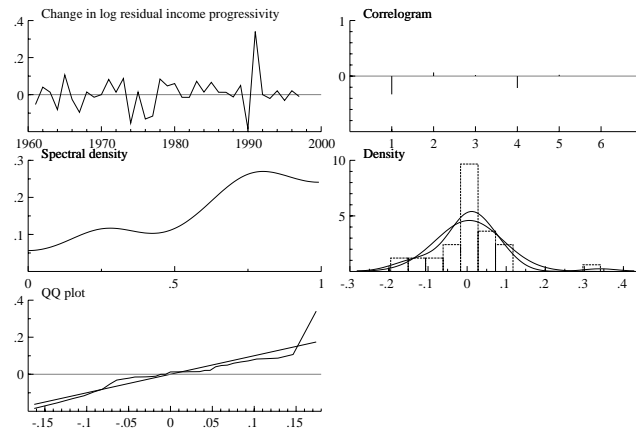 Change in log residual income progressivity
.4
.2
0
1960 1970 1980 1990 2000
Correlogram
1
0
1 2 3 4 5 6
Spectral density
.3
.2
.1
0 .5 1
Density
10
5
-.3 -.2 -.1 0 .1 .2 .3 .4
QQ plot
.4
.2
0
-.15 -.1 -.05 0 .05 .1 .15